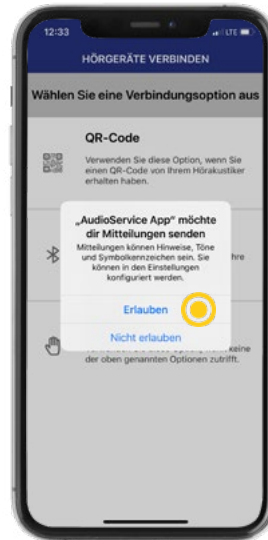 12:33
LTE
HÖRGERÄTE VERBINDEN
Wählen Sie eine Verbindungsoption aus
QR-Code
Verwenden Sie diese Option, wenn Sie
einen QR-Code von Ihrem Hörakustiker
erhalten haben.
„AudioService App“ möchte
dir Mitteilungen senden
Mitteilungen können Hinweise, Töne
und Symbolkennzeichen sein. Sie
können in den Einstellungen
konfiguriert werden.
hre
Erlauben
Nicht erlauben
keine
der oben genannten Optionen zutrifft.